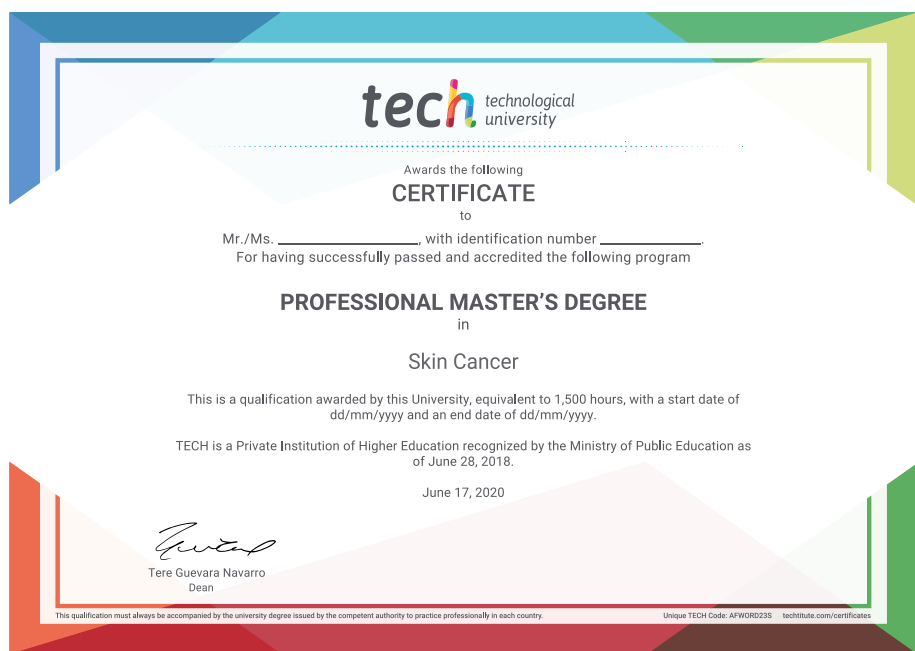 tech technological
university
Awards the following
CERTIFICATE
to
Mr./Ms. ____________________, with identification number ______________.
For having successfully passed and accredited the following program
PROFESSIONAL MASTER'S DEGREE
in
Skin Cancer
This is a qualification awarded by this University, equivalent to 1,500 hours, with a start date of
dd/mm/yyyy and an end date of dd/mm/yyyy.
TECH is a Private Institution of Higher Education recognized by the Ministry of Public Education as
of June 28, 2018.
June 17, 2020
Tere Guevara Navarro
Dean
This qualification must always be accompanied by the university degree issued by the competent authority to practice professionally in each country.
Unique TECH Code: AFWORD23S techtitute.com/certificates